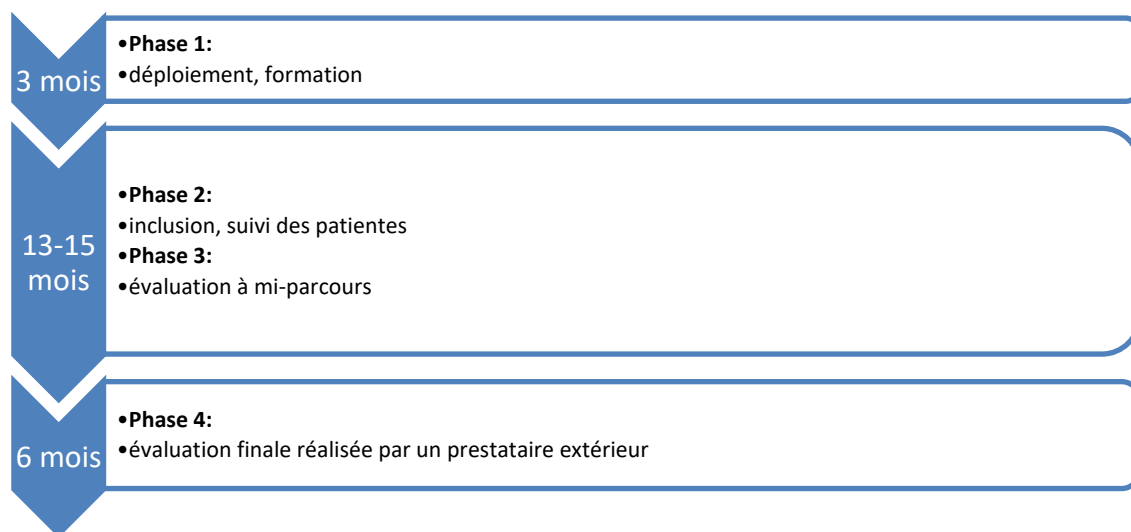 3 mois
•Phase 1:
•déploiement, formation
13-15
mois
•Phase 2:
•inclusion, suivi des patientes
•Phase 3:
•évaluation à mi-parcours
6 mois
•Phase 4:
•évaluation finale réalisée par un prestataire extérieur